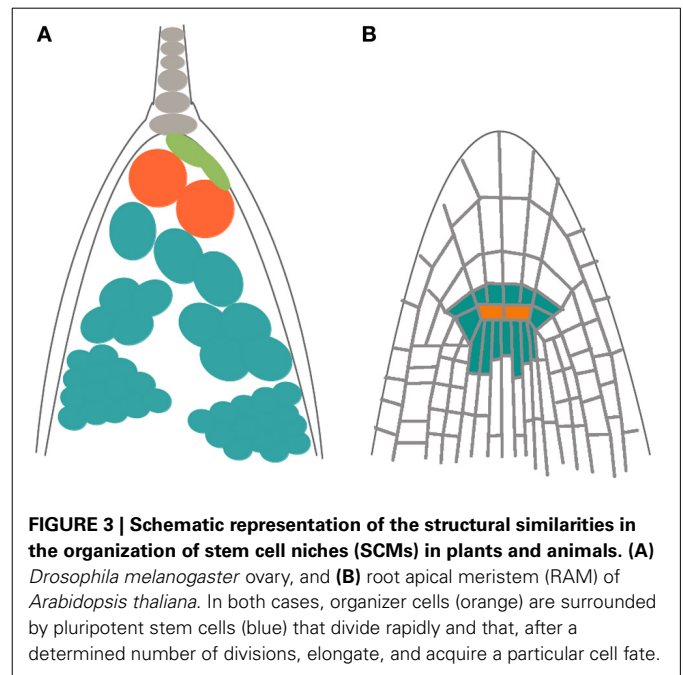 A
B
FIGURE 3 | Schematic representation of the structural similarities in
the organization of stem cell niches (SCMs) in plants and animals. (A)
Drosophila melanogaster ovary, and (B) root apical meristem (RAM) of
Arabidopsis thaliana. In both cases, organizer cells (orange) are surrounded
by pluripotent stem cells (blue) that divide rapidly and that, after a
determined number of divisions, elongate, and acquire a particular cell fate.